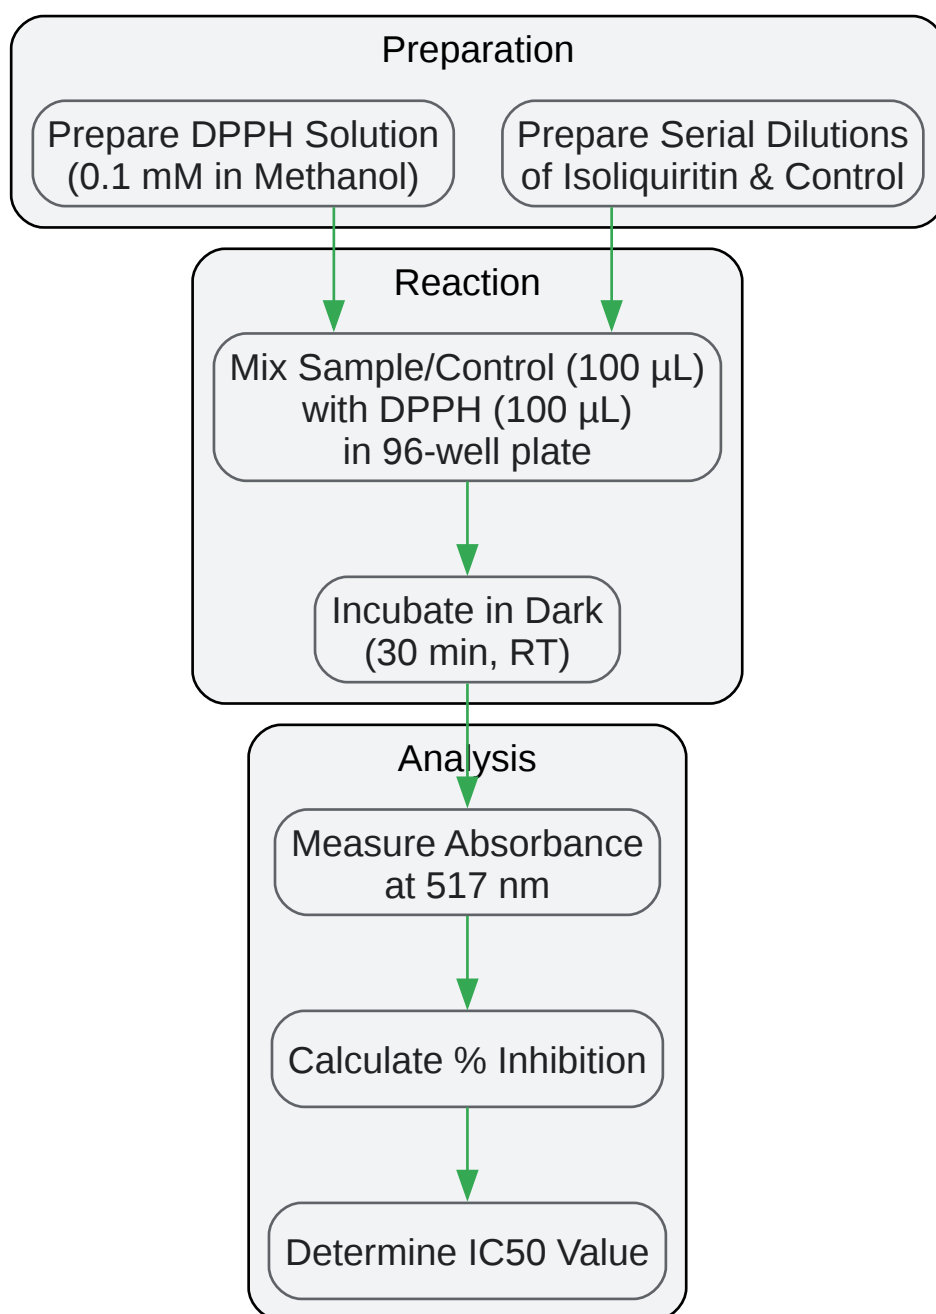 Preparation
Prepare DPPH Solution
(0.1 mM in Methanol)
Prepare Serial Dilutions
of Isoliquiritin & Control
Reaction
Mix Sample/Control (100 µL)
with DPPH (100 µL)
in 96-well plate
Incubate in Dark
(30 min, RT)
Analysis
Measure Absorbance
at 517 nm
Calculate % Inhibition
Determine IC50 Value